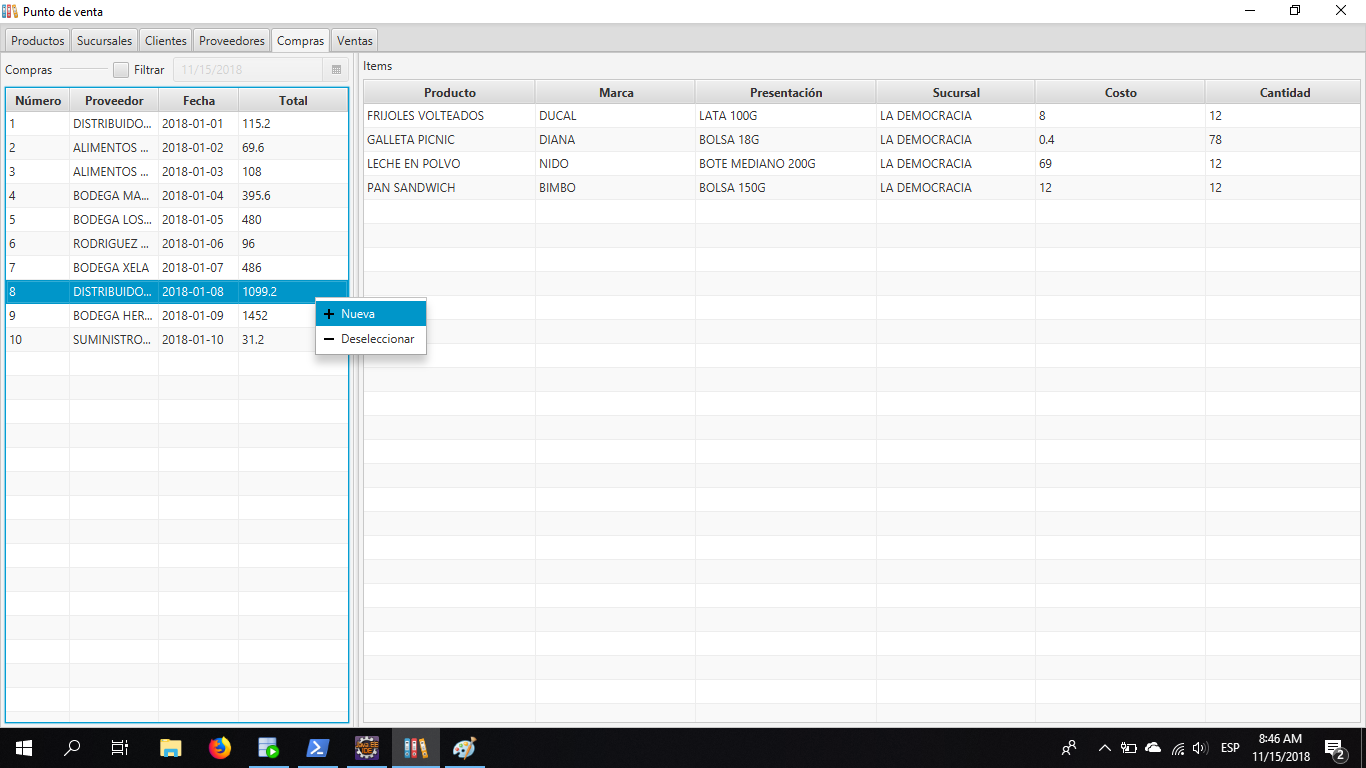 Punto de venta
Productos Sucursales Clientes Proveedores Compras Ventas
Compras Filtrar 11/15/2018
Número Proveedor Fecha Total
1 DISTRIBUIDO... 2018-01-01 115.2
2 ALIMENTOS ... 2018-01-02 69.6
3 ALIMENTOS ... 2018-01-03 108
4 BODEGA MA... 2018-01-04 395.6
5 BODEGA LOS... 2018-01-05 480
6 RODRIGUEZ ... 2018-01-06 96
7 BODEGA XELA 2018-01-07 486
8 DISTRIBUIDO... 2018-01-08 1099.2
9 BODEGA HER... 2018-01-09 1452
10 SUMINISTRO... 2018-01-10 31.2
Nueva
Deseleccionar
Items
Producto Marca Presentación Sucursal Costo Cantidad
FRIJOLES VOLTEADOS DUCAL LATA 100G LA DEMOCRACIA 8 12
GALLETA PICNIC DIANA BOLSA 18G LA DEMOCRACIA 0.4 78
LECHE EN POLVO NIDO BOTE MEDIANO 200G LA DEMOCRACIA 69 12
PAN SANDWICH BIMBO BOLSA 150G LA DEMOCRACIA 12 12
ESP
8:46 AM
11/15/2018
2